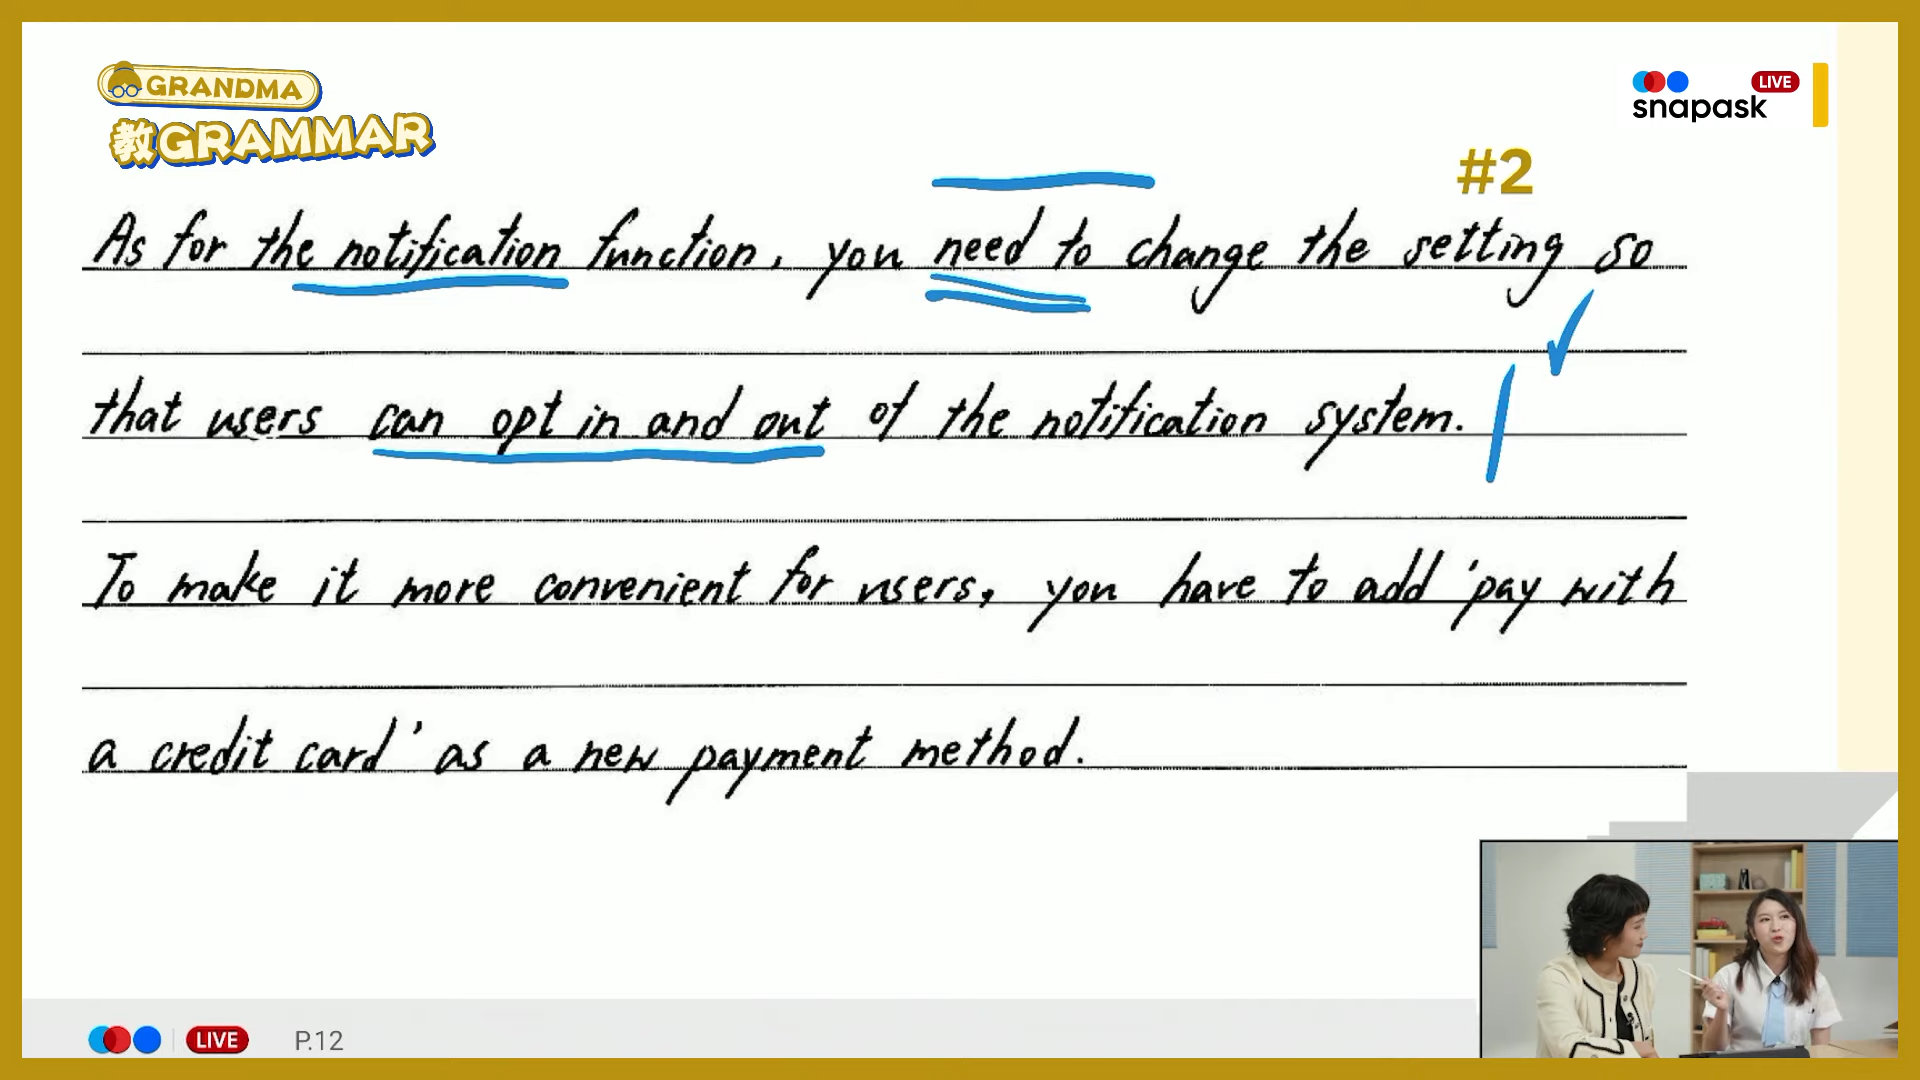 GRANDMA
教GRAMMAR
LIVE
snapask
#2
As for the notification function, you need to change the setting so
that users can opt in and out of the notification system.
To make it more convenient for users, you have to add 'pay with
a credit card' as a new payment method.
LIVE
P.12